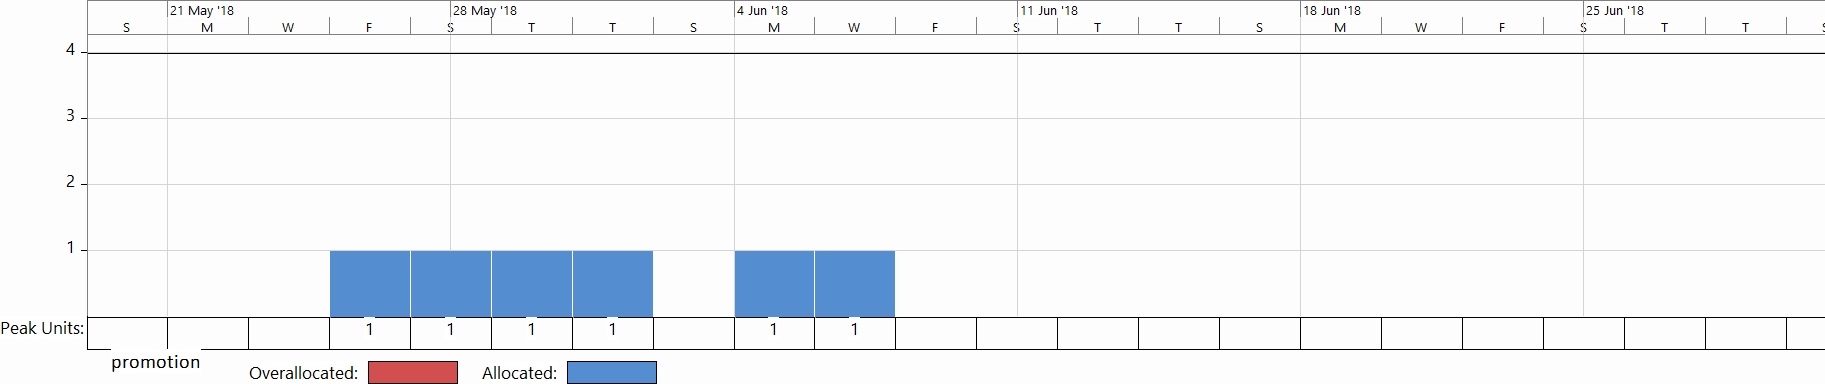 21 May '18 28 May '18 4 Jun '18 11 Jun '18 18 Jun '18 25 Jun '18
S M W F S T T S M W F S T T S M W F S T T S
4
3
2
1
Peak Units: 1 1 1 1 1 1
promotion
Overallocated: Allocated: